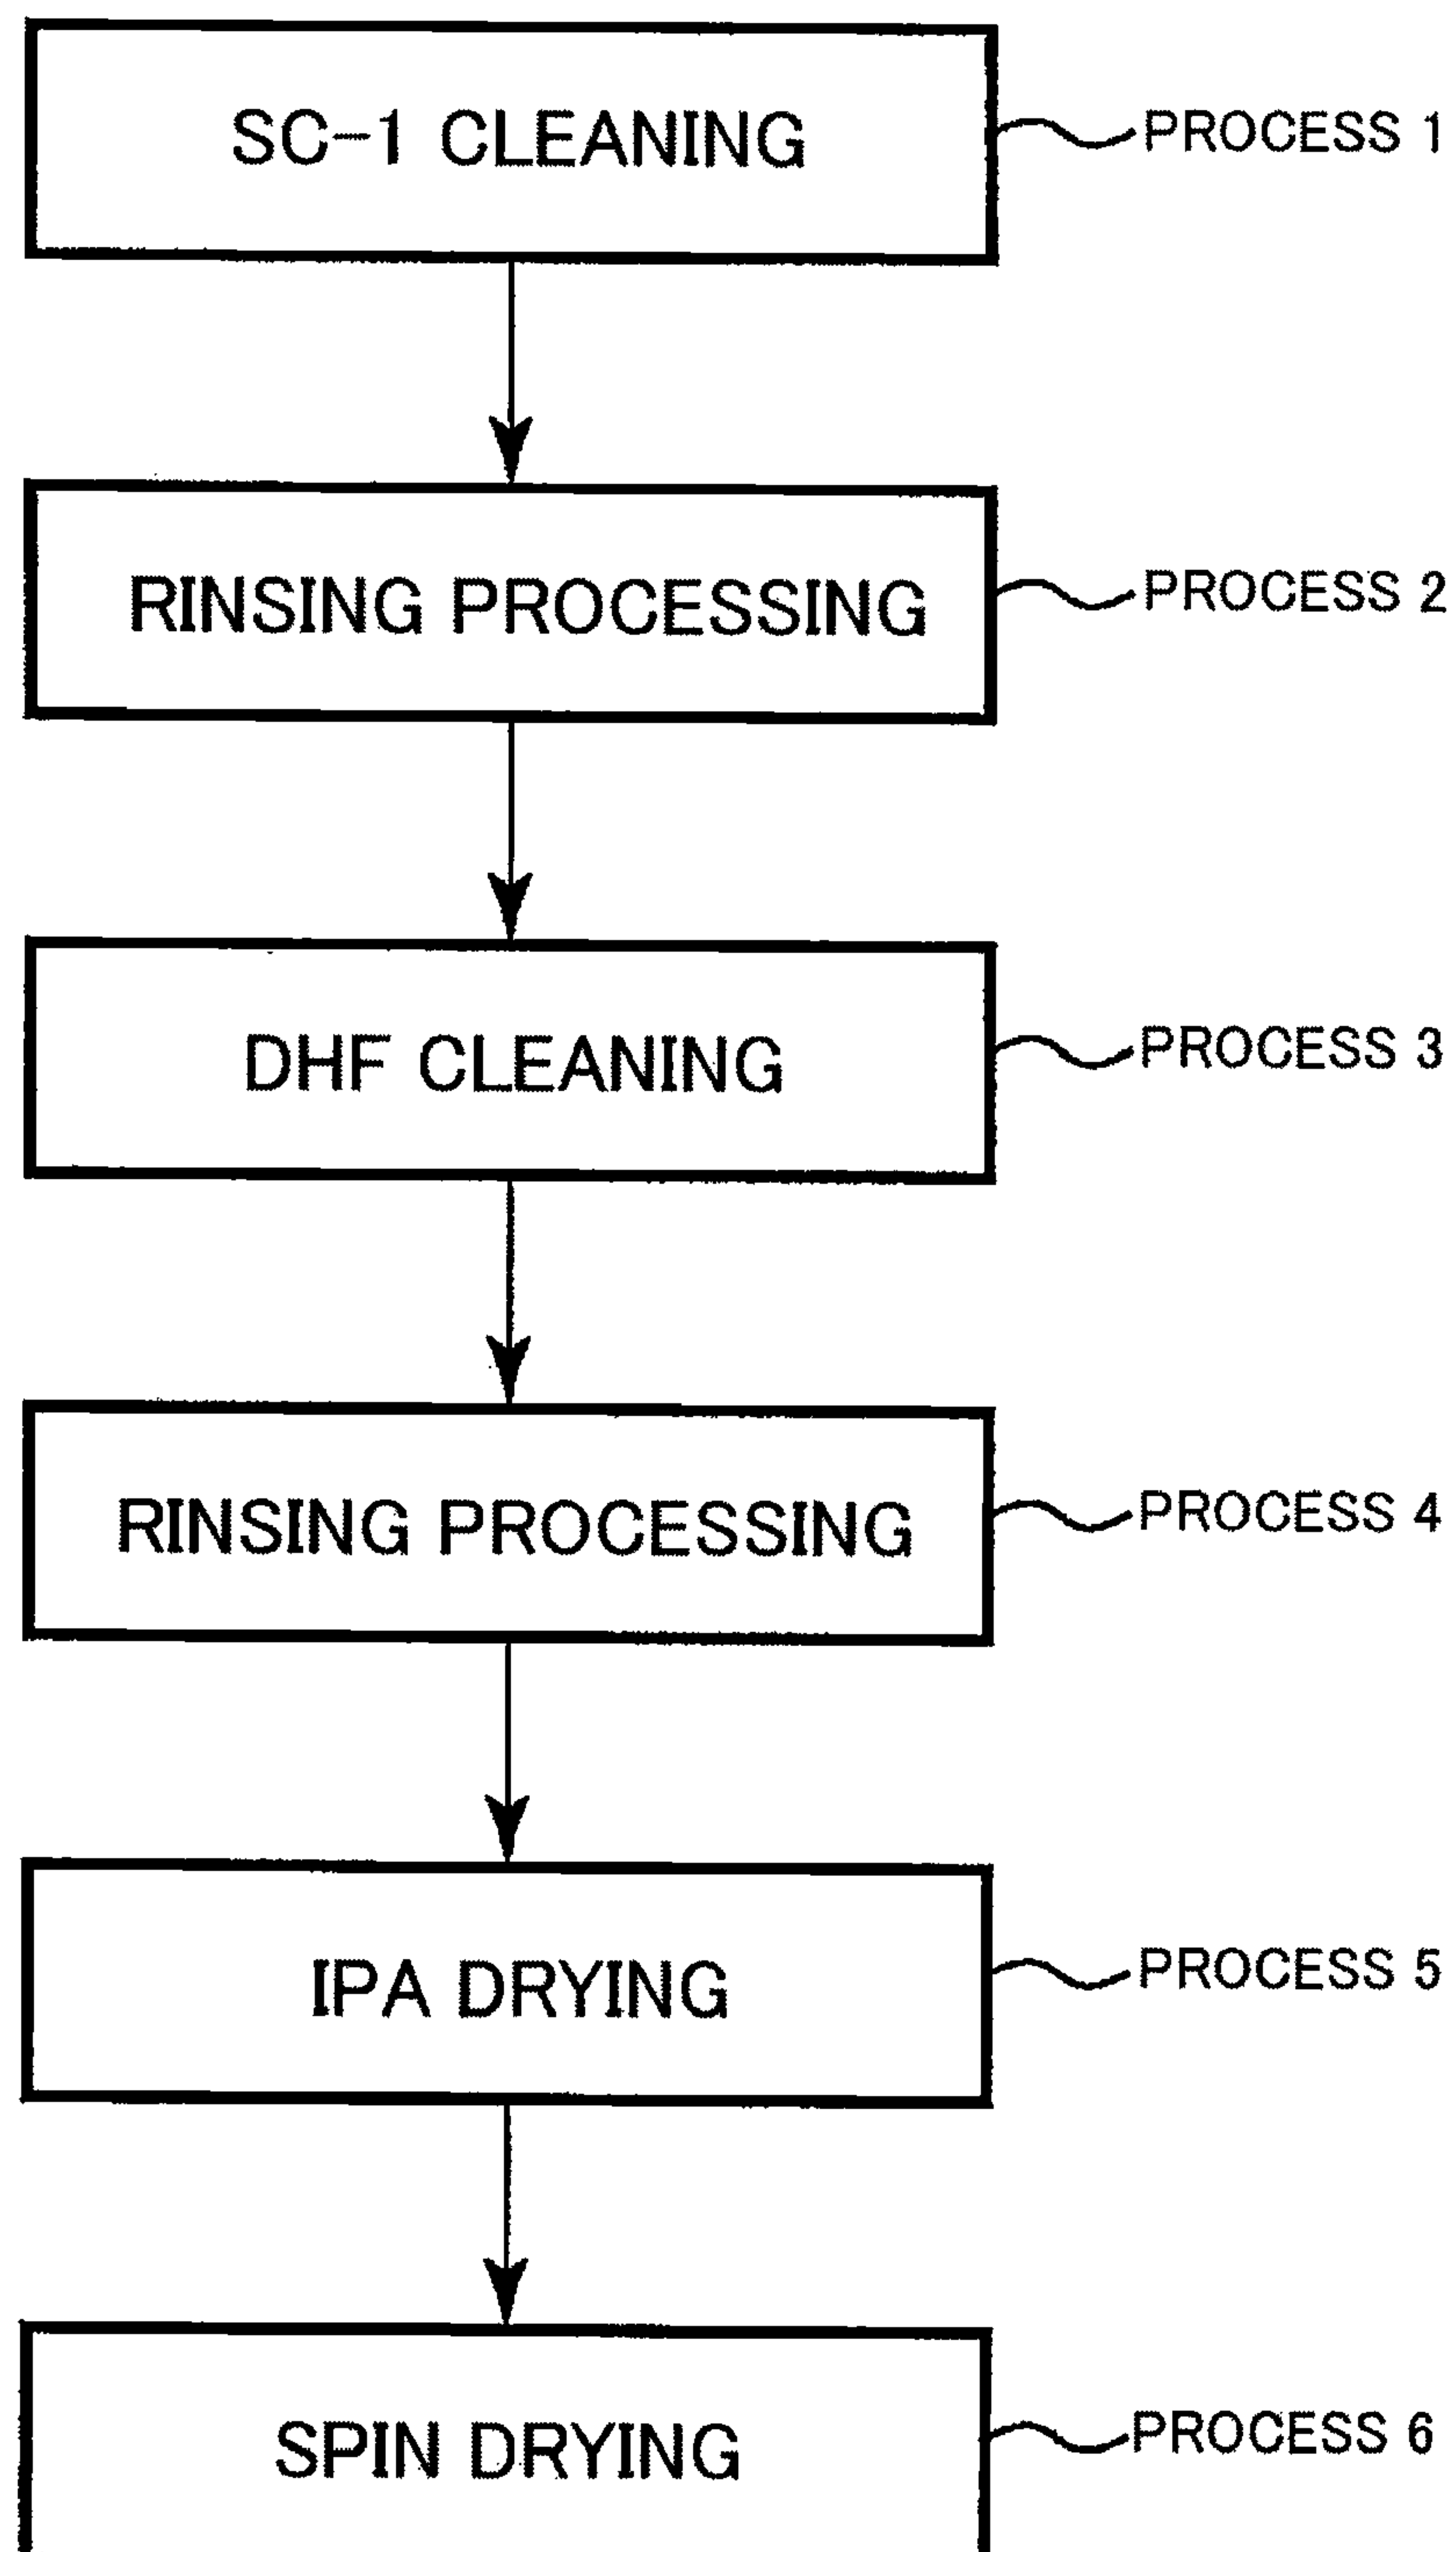 SC-1 CLEANING
PROCESS 1
RINSING PROCESSING
PROCESS 2
DHF CLEANING
PROCESS 3
RINSING PROCESSING
PROCESS 4
IPA DRYING
PROCESS 5
SPIN DRYING
PROCESS 6